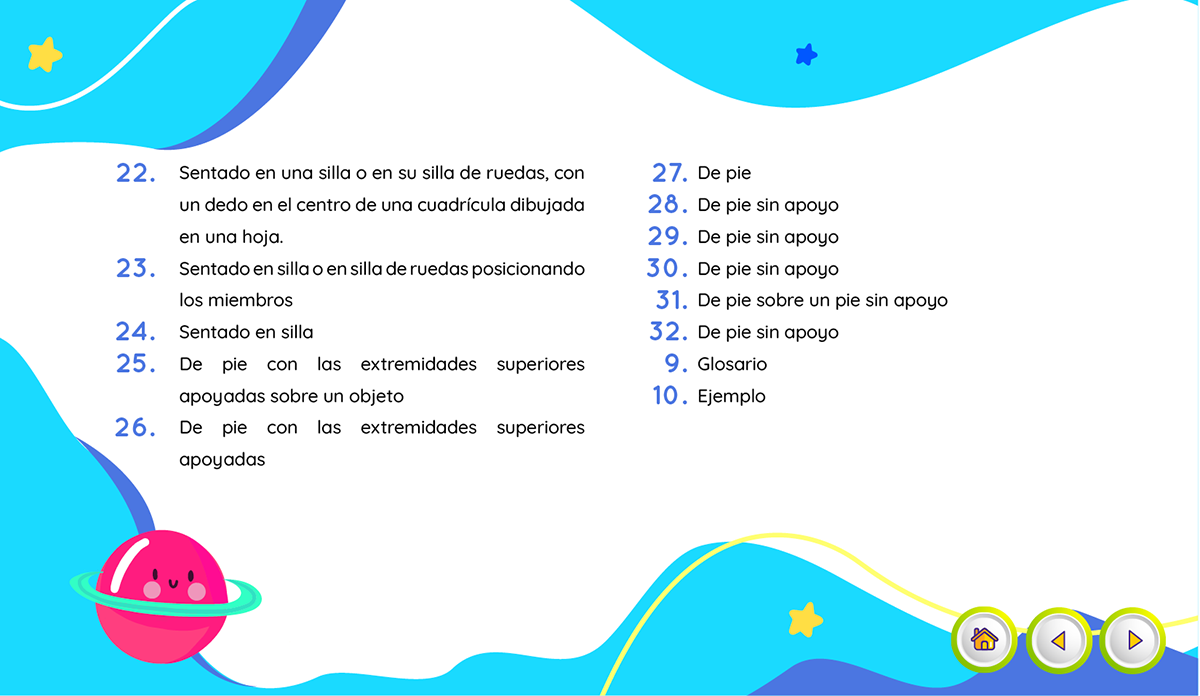 22. Sentado en una silla o en su silla de ruedas, con
un dedo en el centro de una cuadrícula dibujada
en una hoja.
23. Sentado en silla o en silla de ruedas posicionando
los miembros
24. Sentado en silla
25. De pie con las extremidades superiores
apoyadas sobre un objeto
26. De pie con las extremidades superiores
apoyadas
27. De pie
28. De pie sin apoyo
29. De pie sin apoyo
30. De pie sin apoyo
31. De pie sobre un pie sin apoyo
32. De pie sin apoyo
9. Glosario
10. Ejemplo